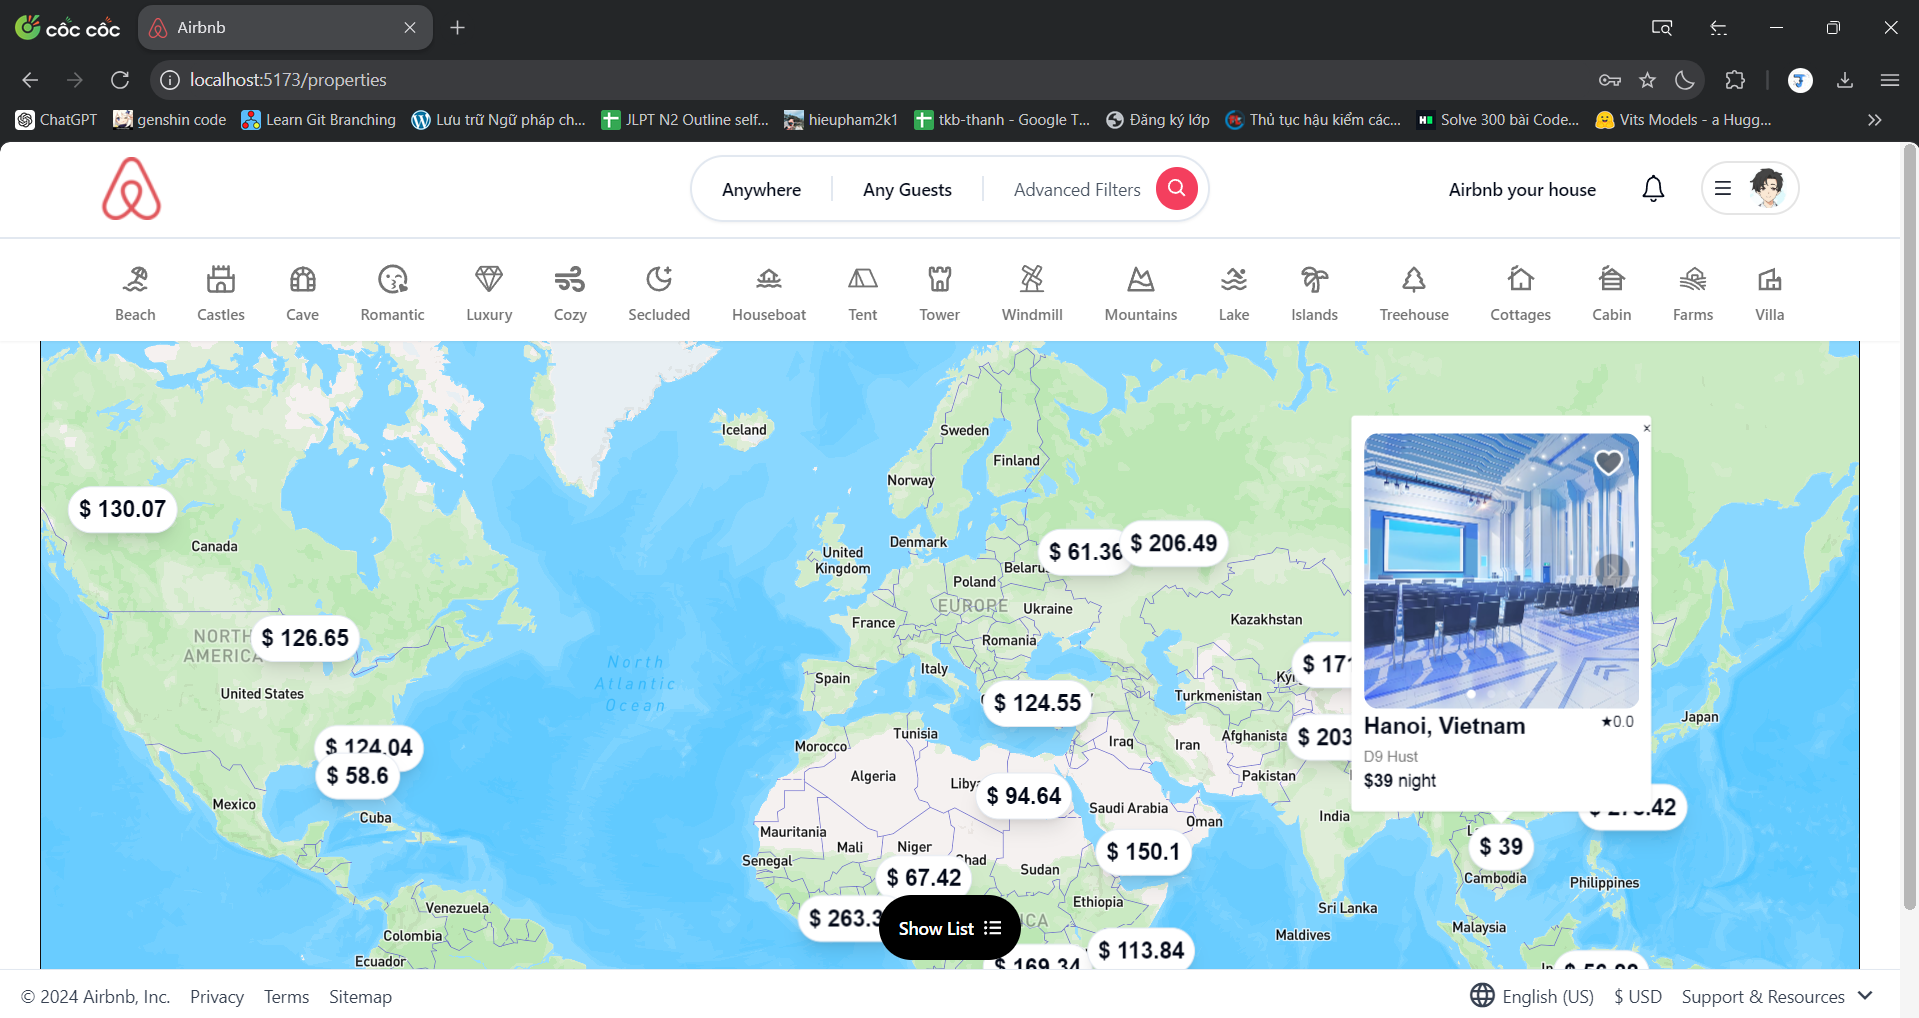 cốc cốc
Airbnb
localhost:5173/properties
ChatGPT
genshin code
Learn Git Branching
Lưu trữ Ngữ pháp ch...
JLPT N2 Outline self...
hieupham2k1
tkb-thanh - Google T...
Đăng ký lớp
Thủ tục hậu kiểm các...
Solve 300 bài Code...
Vits Models - a Hugg...
Anywhere
Any Guests
Advanced Filters
Airbnb your house
Beach
Castles
Cave
Romantic
Luxury
Cozy
Secluded
Houseboat
Tent
Tower
Windmill
Mountains
Lake
Islands
Treehouse
Cottages
Cabin
Farms
Villa
Iceland
Sweden
Finland
Norway
$ 130.07
Canada
Denmark
United
Kingdom
$ 61.36
$ 206.49
Belarus
Poland
EUROPE
Ukraine
France
Kazakhstan
Romania
NORTH
AMERICA
$ 126.65
United States
North
Atlantic
Ocean
Italy
Spain
$ 171
Turkmenistan
$ 124.55
Tunisia
Morocco
Iraq
Iran
Afghanista
$ 203
Hanoi, Vietnam
★0.0
D9 Hust
$39 night
Japan
$ 124.04
$ 58.6
Algeria
Liby
Pakistan
Mexico
Cuba
$ 94.64
Saudi Arabia
Oman
India
Mauritania
Mali
Niger
Chad
Senegal
Sudan
$ 150.1
$ 39
Cambodia
Philippines
$ 67.42
Ethiopia
Venezuela
Colombia
Ecuador
$ 263.3
Show List
Sri Lanka
Maldives
Malaysia
$ 113.84
$ 169.34
© 2024 Airbnb, Inc.
Privacy
Terms
Sitemap
English (US)
$ USD
Support & Resources